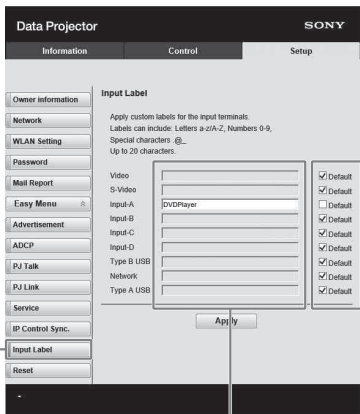 Data Projector
SONY
Information
Control
Setup
Owner information
Network
WLAN Setting
Password
Mail Report
Easy Menu
Advertisement
ADCP
PJ Talk
PJ Link
Service
IP Control Sync.
Input Label
Reset
Input Label
Apply custom labels for the input terminals.
Labels can include: Letters a-z/A-Z, Numbers 0-9,
Special characters .@_
Up to 20 characters.
Video Default
S-Video Default
Input-A DVDPlayer Default
Input-B Default
Input-C Default
Input-D Default
Type B USB Default
Network Default
Type A USB Default
Apply
-